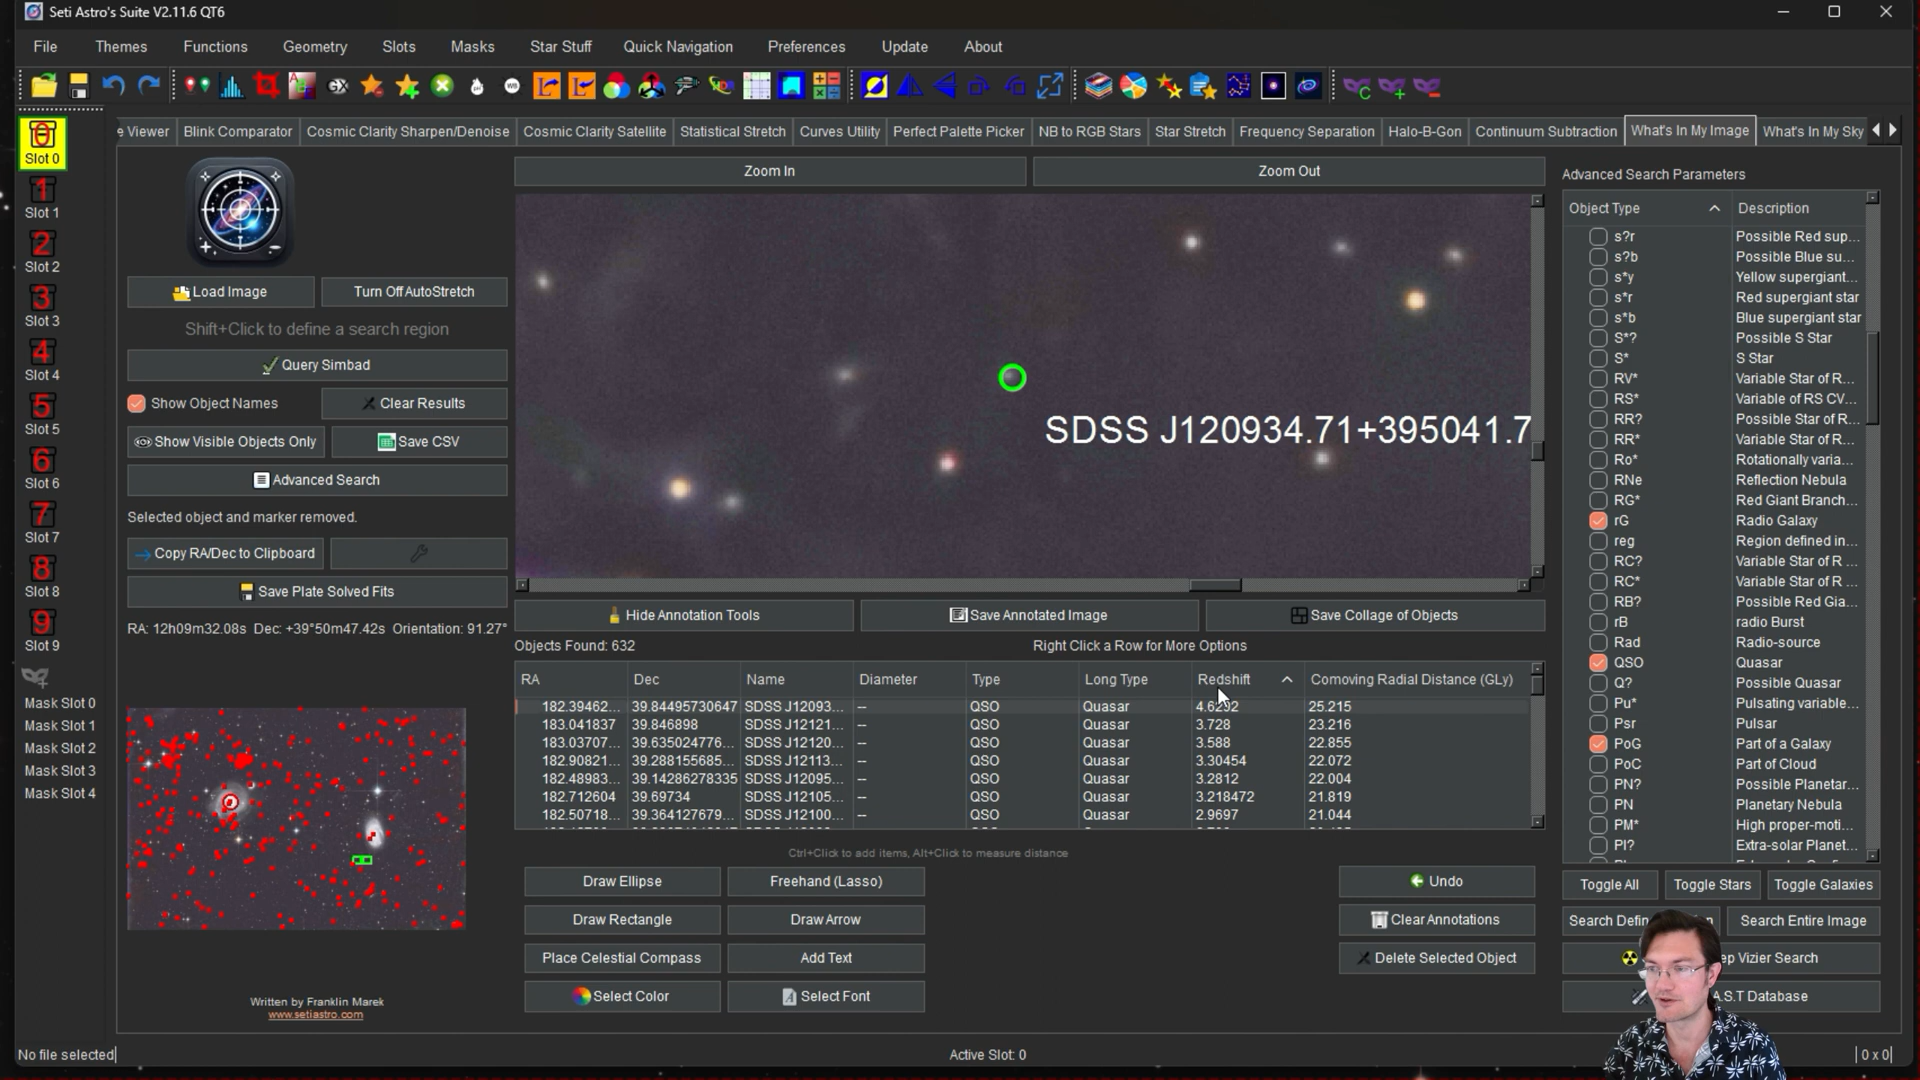 Seti Astro's Suite V2.11.6 QT6
File Themes Functions Geometry Slots Masks Star Stuff Quick Navigation Preferences Update About
e Viewer Blink Comparator Cosmic Clarity Sharpen/Denoise Cosmic Clarity Satellite Statistical Stretch Curves Utility Perfect Palette Picker NB to RGB Stars Star Stretch Frequency Separation Halo-B-Gon Continuum Subtraction What's In My Image What's In My Sky
0
Slot 0
1
Slot 1
2
Slot 2
3
Slot 3
4
Slot 4
5
Slot 5
6
Slot 6
7
Slot 7
8
Slot 8
9
Slot 9
Mask Slot 0
Mask Slot 1
Mask Slot 2
Mask Slot 3
Mask Slot 4
Load Image Turn Off AutoStretch
Shift+Click to define a search region
Query Simbad
Show Object Names Clear Results
Show Visible Objects Only Save CSV
Advanced Search
Selected object and marker removed.
Copy RA/Dec to Clipboard
Save Plate Solved Fits
RA: 12h09m32.08s Dec: +39°50m47.42s Orientation: 91.27°
Written by Franklin Marek
www.setiastro.com
Zoom In Zoom Out
SDSS J120934.71+395041.7
Hide Annotation Tools Save Annotated Image Save Collage of Objects
Objects Found: 632 Right Click a Row for More Options
RA Dec Name Diameter Type Long Type Redshift Comoving Radial Distance (GLy)
182.39462... 39.84495730647 SDSS J12093... -- QSO Quasar 25.215
183.041837 39.846898 SDSS J12121... -- QSO Quasar 3.728 23.216
183.03707... 39.635024776... SDSS J12120... -- QSO Quasar 3.588 22.855
182.90821... 39.288155685... SDSS J12113... -- QSO Quasar 3.30454 22.072
182.48983... 39.14286278335 SDSS J12095... -- QSO Quasar 3.2812 22.004
182.712604 39.69734 SDSS J12105... -- QSO Quasar 3.218472 21.819
182.50718... 39.364127679... SDSS J12100... -- QSO Quasar 2.9697 21.044
Ctrl+Click to add items, Alt+Click to measure distance
Draw Ellipse Freehand (Lasso) Undo
Draw Rectangle Draw Arrow Clear Annotations
Place Celestial Compass Add Text Delete Selected Object
Select Color Select Font
Advanced Search Parameters
Object Type Description
s?r Possible Red sup...
s?b Possible Blue su...
s*y Yellow supergiant...
s*r Red supergiant star
s*b Blue supergiant star
S*? Possible S Star
S* S Star
RV* Variable Star of R...
RS* Variable of RS CV...
RR? Possible Star of R...
RR* Variable Star of R...
Ro* Rotationally varia...
RNe Reflection Nebula
RG* Red Giant Branch...
rG Radio Galaxy
reg Region defined in...
RC? Variable Star of R ...
RC* Variable Star of R ...
RB? Possible Red Gia...
rB radio Burst
Rad Radio-source
QSO Quasar
Q? Possible Quasar
Pu* Pulsating variable...
Psr Pulsar
PoG Part of a Galaxy
PoC Part of Cloud
PN? Possible Planetar...
PN Planetary Nebula
PM* High proper-moti...
Pl? Extra-solar Planet...
Toggle All Toggle Stars Toggle Galaxies
Search Search Entire Image
Vizier Search
Database
No file selected Active Slot: 0 0 x 0